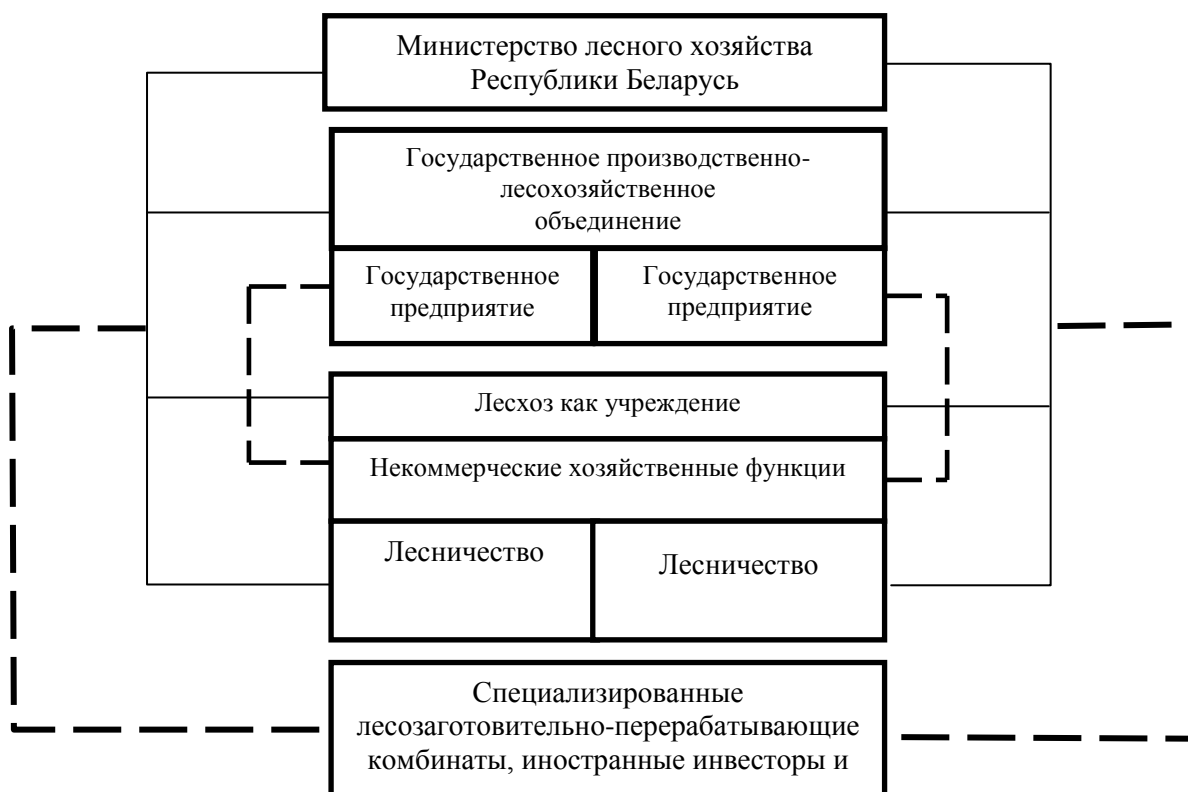 Министерство лесного хозяйства
Республики Беларусь
Государственное производственно-
лесохозяйственное
объединение
Государственное
предприятие
Государственное
предприятие
Лесхоз как учреждение
Некоммерческие хозяйственные функции
Лесничество
Лесничество
Специализированные
лесозаготовительно-перерабатывающие
комбинаты, иностранные инвесторы и